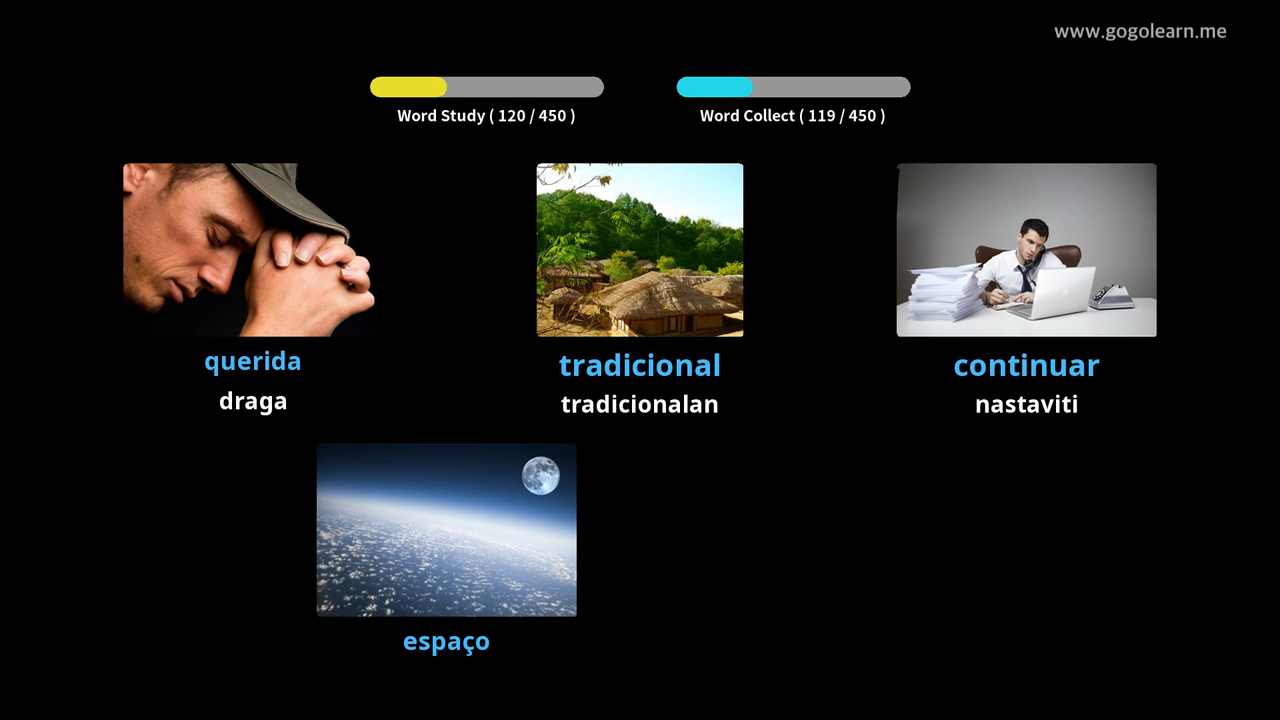 www.gogolearn.me
Word Study ( 120 / 450 )
Word Collect ( 119 / 450 )
querida
tradicional
continuar
draga
tradicionalan
nastaviti
espaço